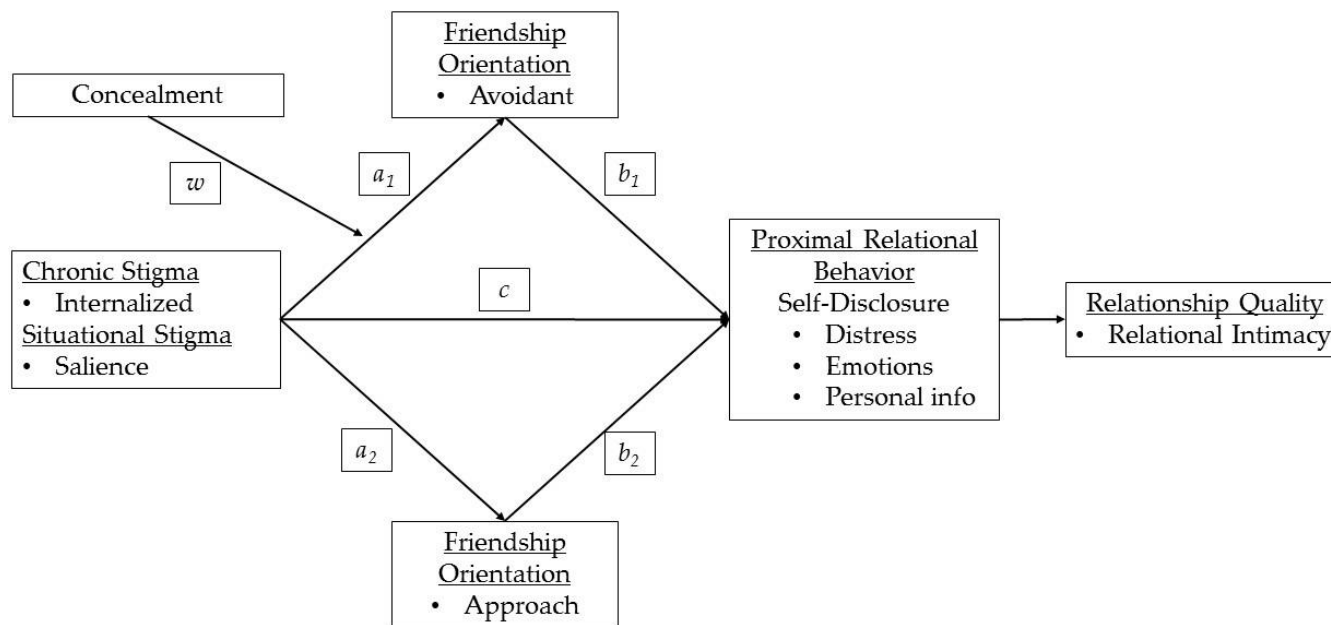 Friendship
Orientation
• Avoidant
Concealment
w
a1
b1
Chronic Stigma
• Internalized
Situational Stigma
• Salience
c
Proximal Relational
Behavior
Self-Disclosure
• Distress
• Emotions
• Personal info
Relationship Quality
• Relational Intimacy
a2
b2
Friendship
Orientation
• Approach